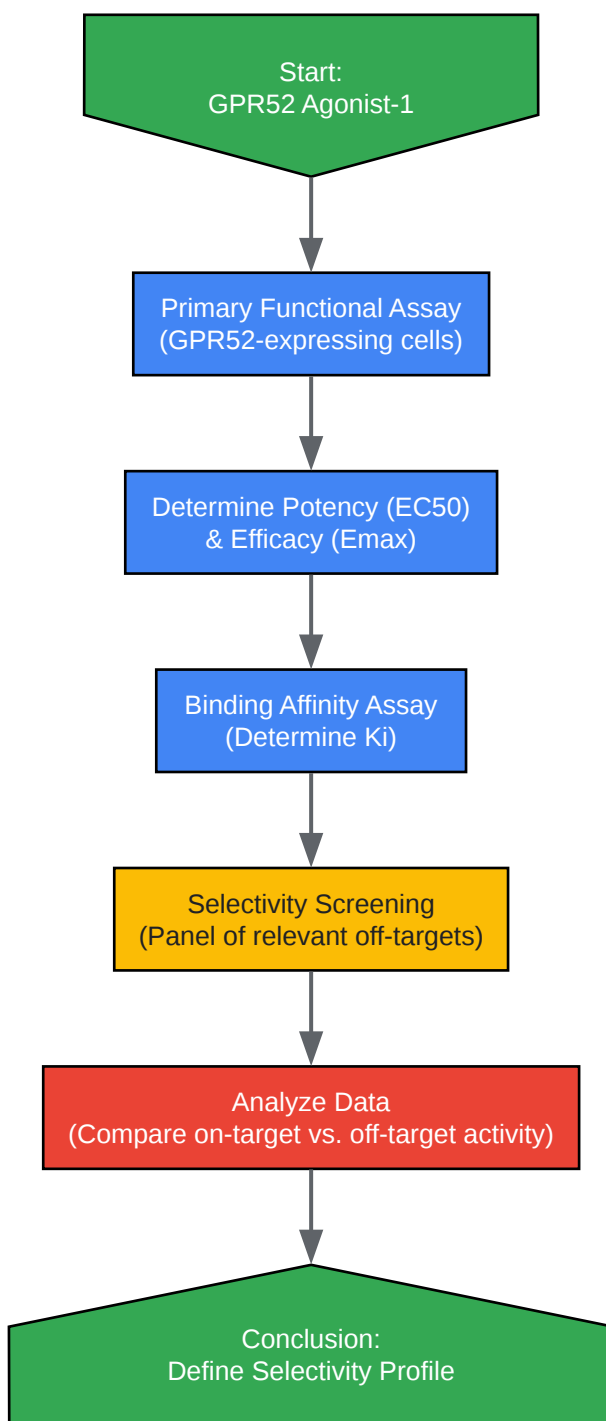 Start:
GPR52 Agonist-1
Primary Functional Assay
(GPR52-expressing cells)
Determine Potency (EC50)
& Efficacy (Emax)
Binding Affinity Assay
(Determine Ki)
Selectivity Screening
(Panel of relevant off-targets)
Analyze Data
(Compare on-target vs. off-target activity)
Conclusion:
Define Selectivity Profile